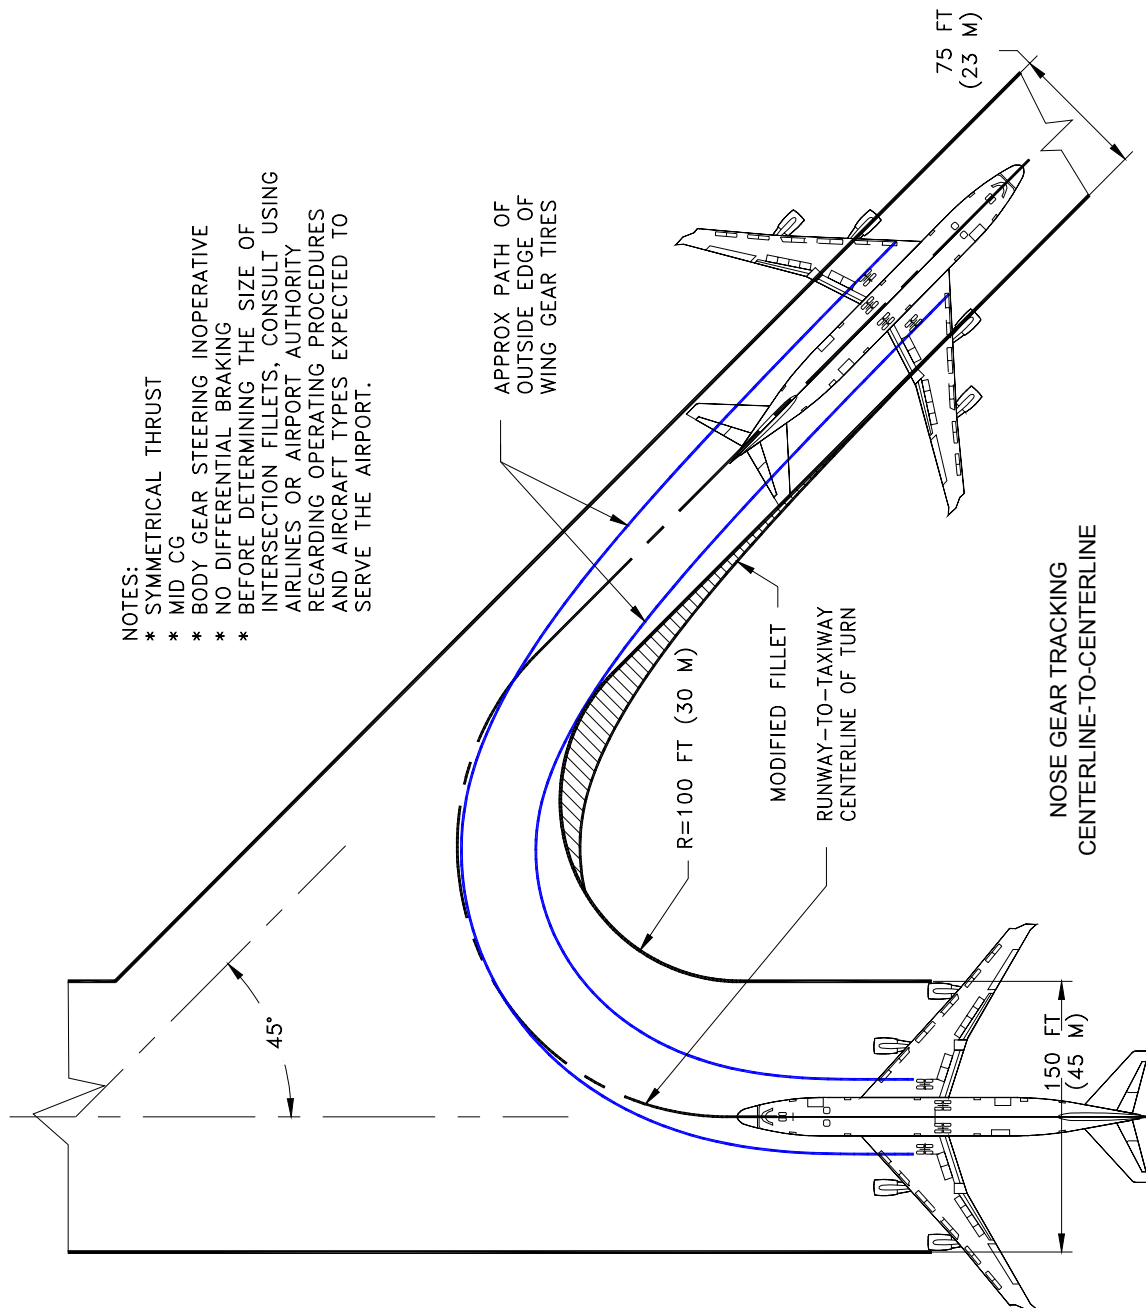 NOTES:
* SYMMETRICAL THRUST
* MID CG
* BODY GEAR STEERING INOPERATIVE
* NO DIFFERENTIAL BRAKING
* BEFORE DETERMINING THE SIZE OF
INTERSECTION FILLETS, CONSULT USING
AIRLINES OR AIRPORT AUTHORITY
REGARDING OPERATING PROCEDURES
AND AIRCRAFT TYPES EXPECTED TO
SERVE THE AIRPORT.
75 FT
(23 M)
APPROX PATH OF
OUTSIDE EDGE OF
WING GEAR TIRES
45°
R=100 FT (30 M)
MODIFIED FILLET
RUNWAY-TO-TAXIWAY
CENTERLINE OF TURN
150 FT
(45 M)
NOSE GEAR TRACKING
CENTERLINE-TO-CENTERLINE